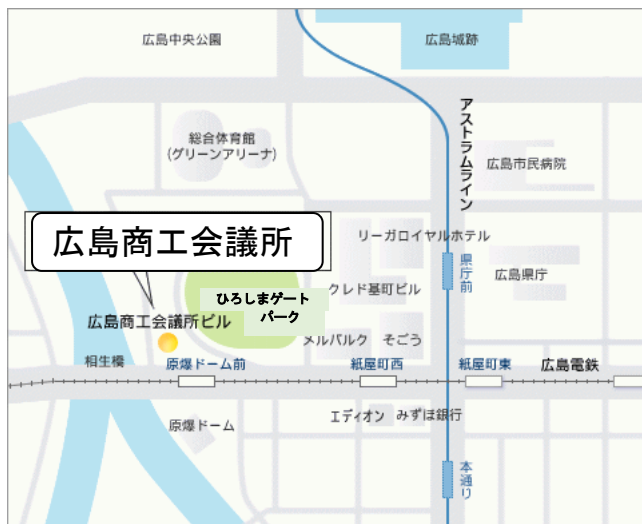 広島中央公園
広島城跡
アストラムライン
総合体育館
(グリーンアリーナ)
広島市民病院
広島商工会議所
リーガロイヤルホテル
県庁前
広島県庁
クレド基町ビル
ひろしまゲート
パーク
広島商工会議所ビル
メルパルク
そごう
相生橋
原爆ドーム前
紙屋町西
紙屋町東
広島電鉄
原爆ドーム
エディオン
みずほ銀行
本通り